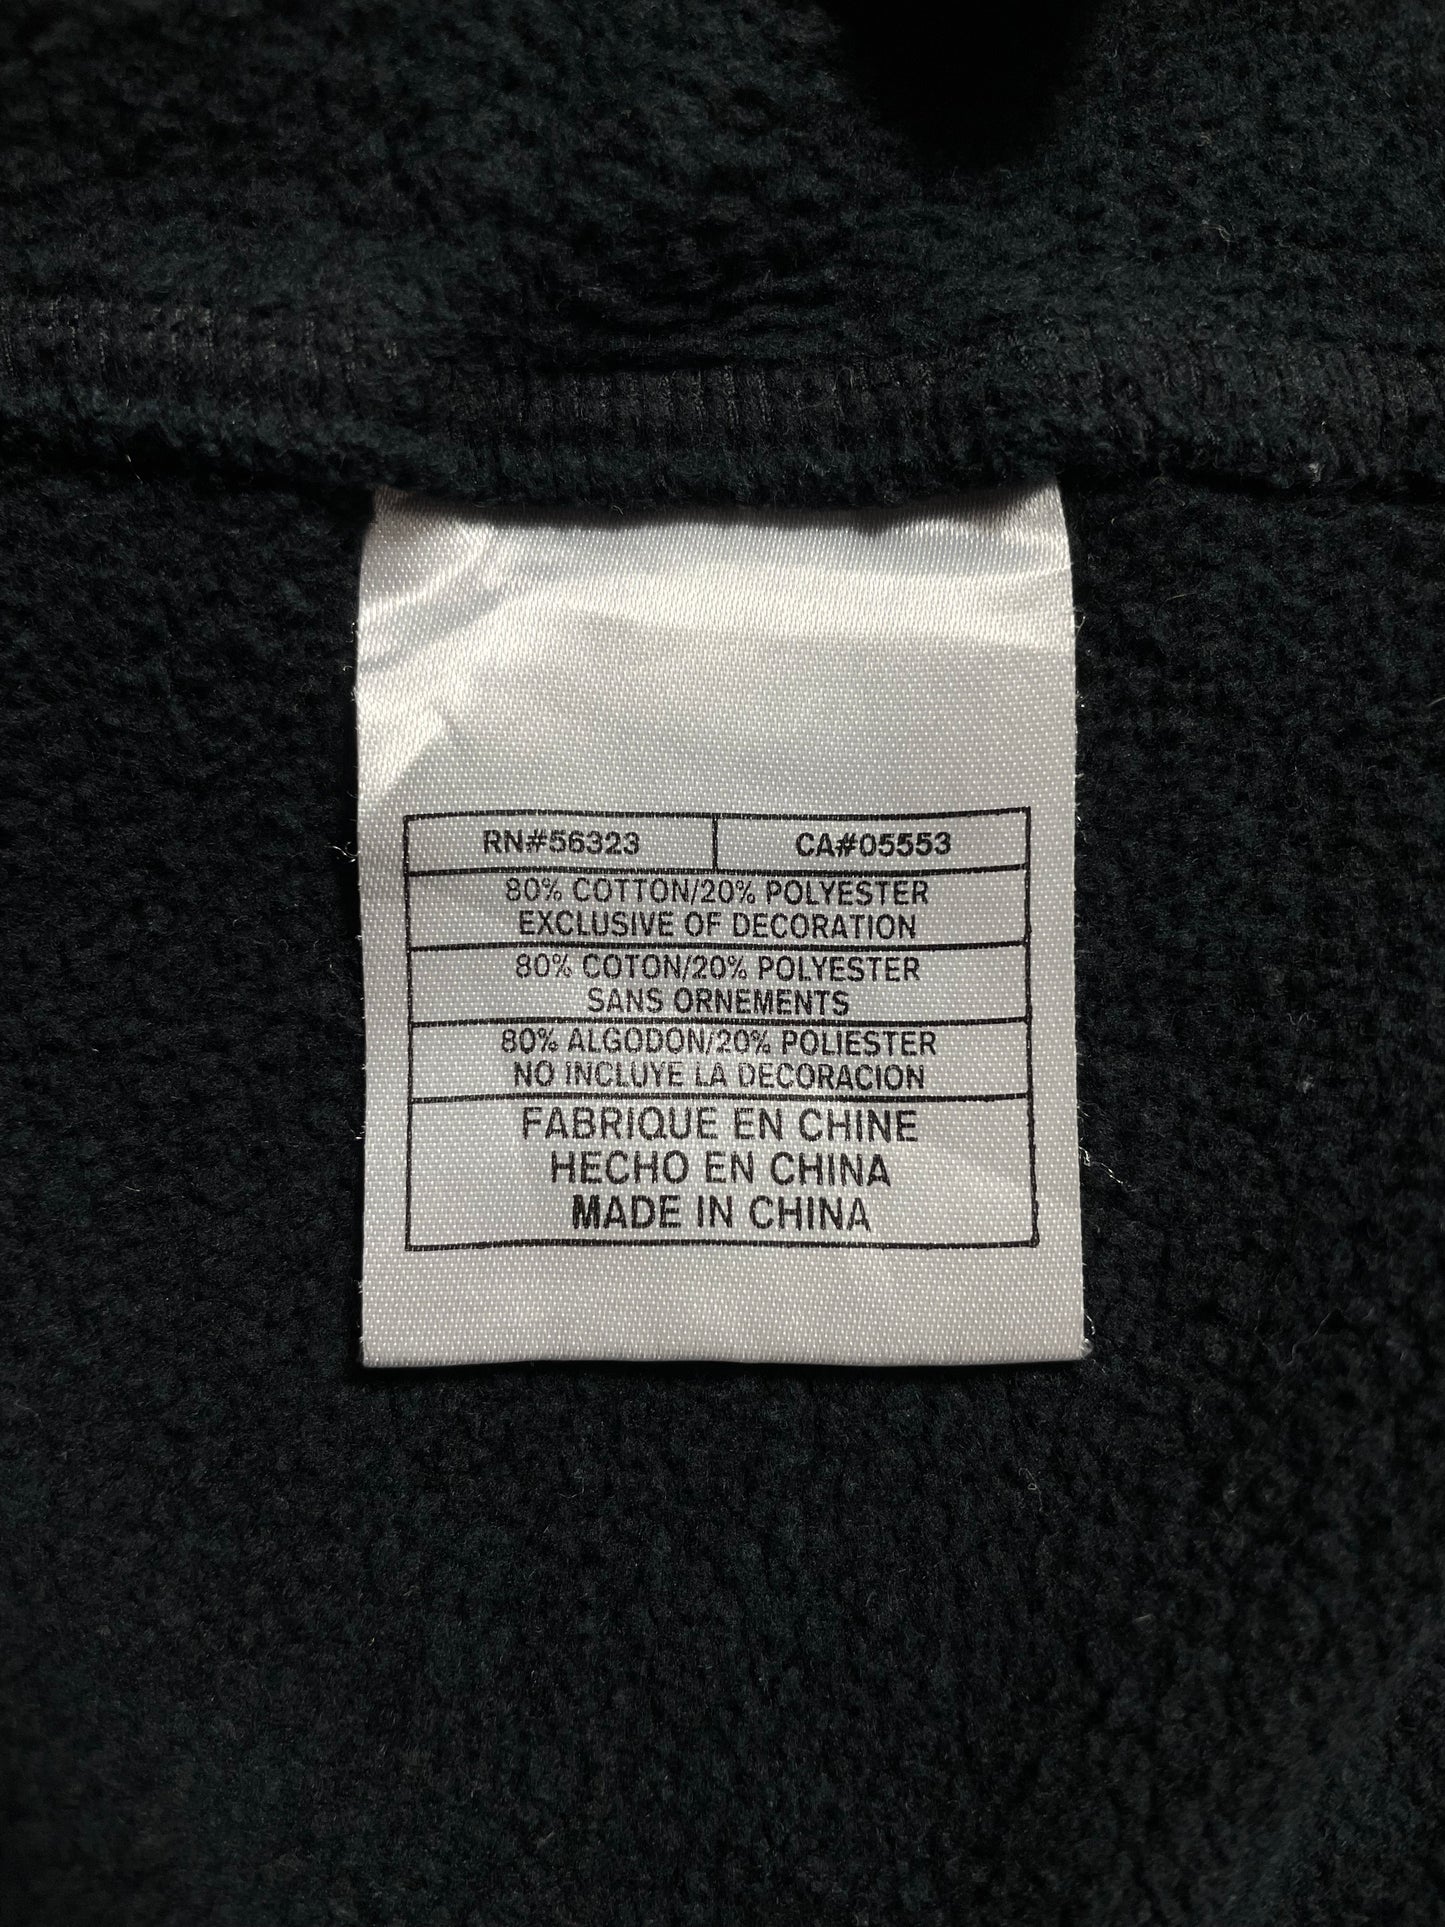 RN#56323 CA#05553
80% COTTON/20% POLYESTER
EXCLUSIVE OF DECORATION
80% COTON/20% POLYESTER
SANS ORNEMENTS
80% ALGODON/20% POLIESTER
NO INCLUYE LA DECORACION
FABRIQUE EN CHINE
HECHO EN CHINA
MADE IN CHINA